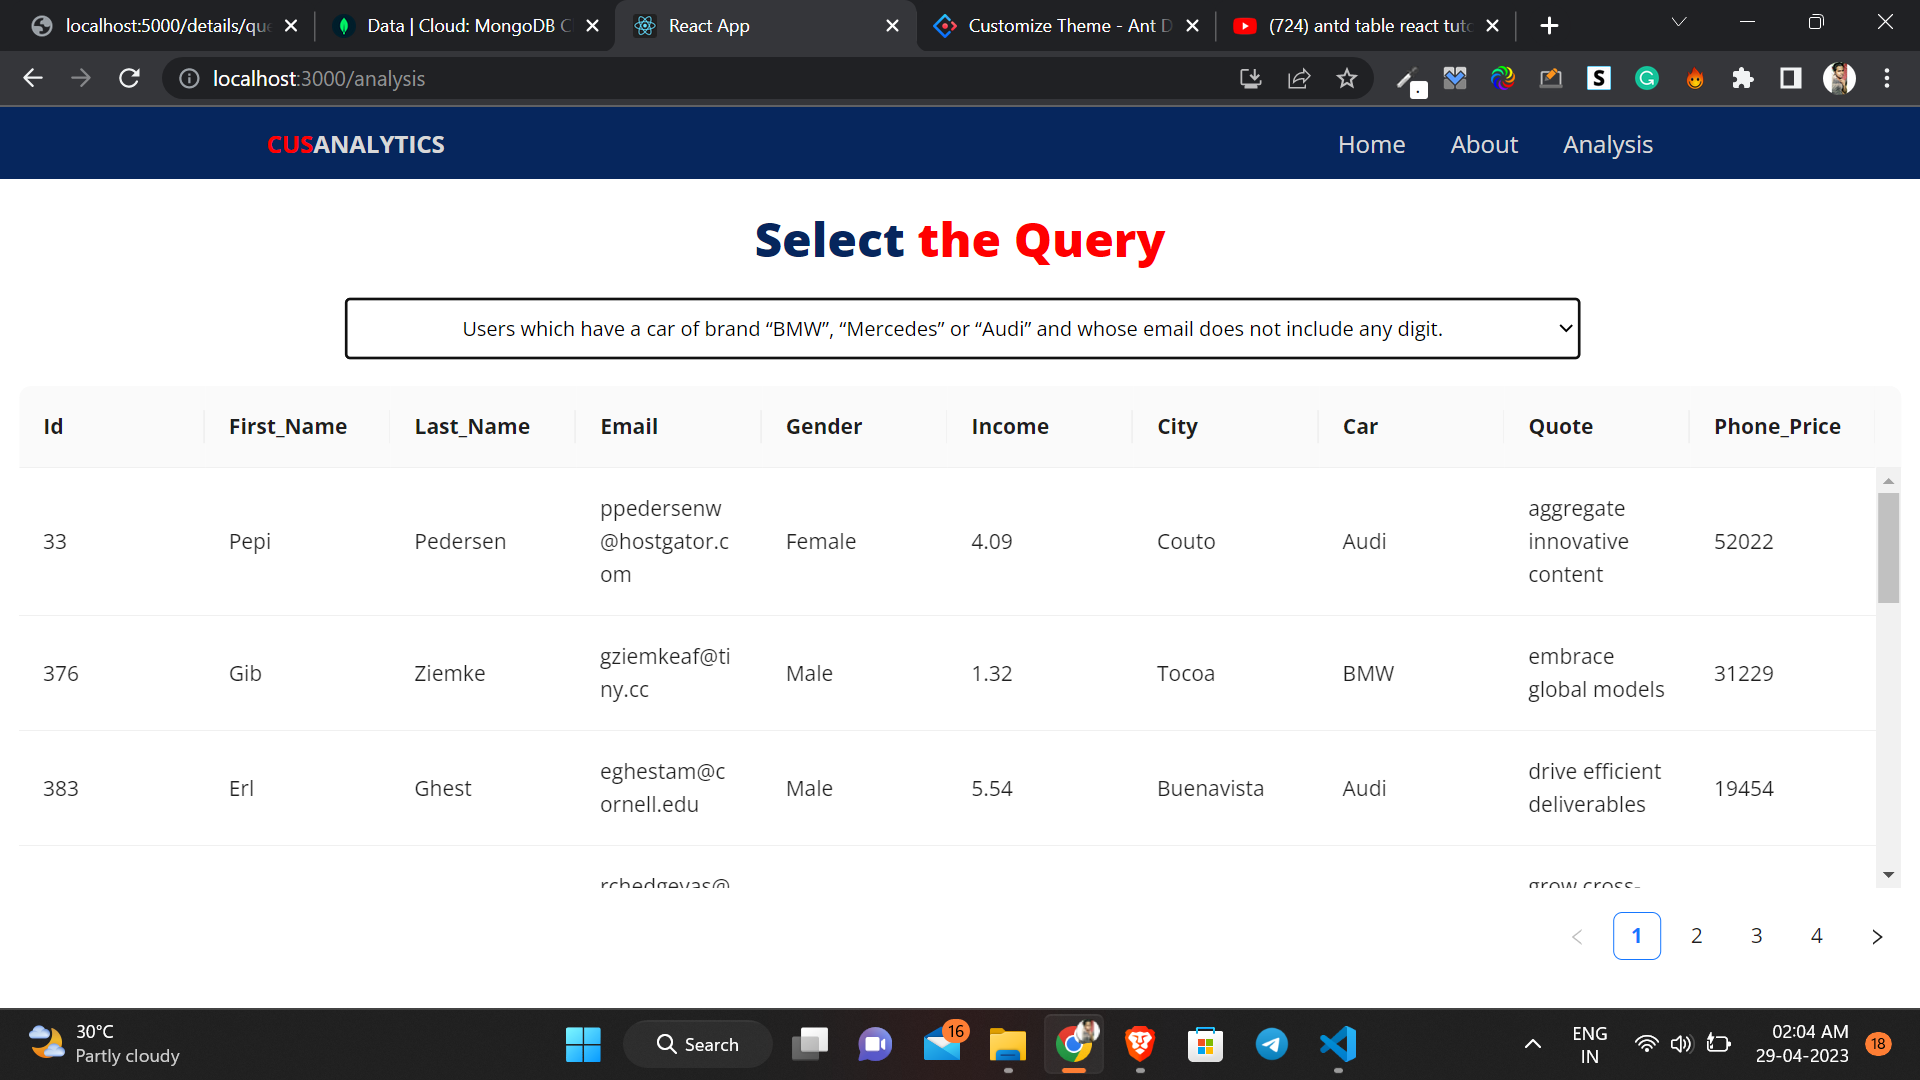 localhost:5000/details/que
Data | Cloud: MongoDB C
React App
Customize Theme - Ant D
(724) antd table react tuto
localhost:3000/analysis
CUSANALYTICS
Home
About
Analysis
Select the Query
Users which have a car of brand “BMW”, “Mercedes” or “Audi” and whose email does not include any digit.
Id First_Name Last_Name Email Gender Income City Car Quote Phone_Price
33 Pepi Pedersen ppedersenw@hostgator.com Female 4.09 Couto Audi aggregate innovative content 52022
376 Gib Ziemke gziemkeaf@tiny.cc Male 1.32 Tocoa BMW embrace global models 31229
383 Erl Ghest eghestam@cornell.edu Male 5.54 Buenavista Audi drive efficient deliverables 19454
rchedgeyas@ grow cross-
1 2 3 4
30°C
Partly cloudy
Search
16
ENG
IN
02:04 AM
29-04-2023
18